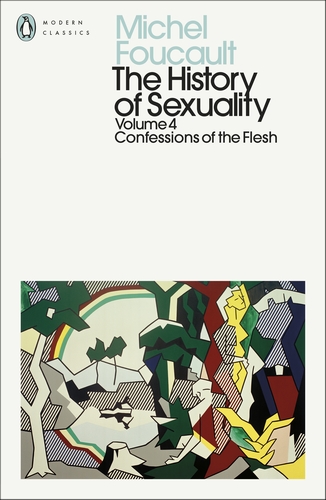 MODERN
CLASSICS
Michel
Foucault
The History
of Sexuality
Volume 4
Confessions of the Flesh